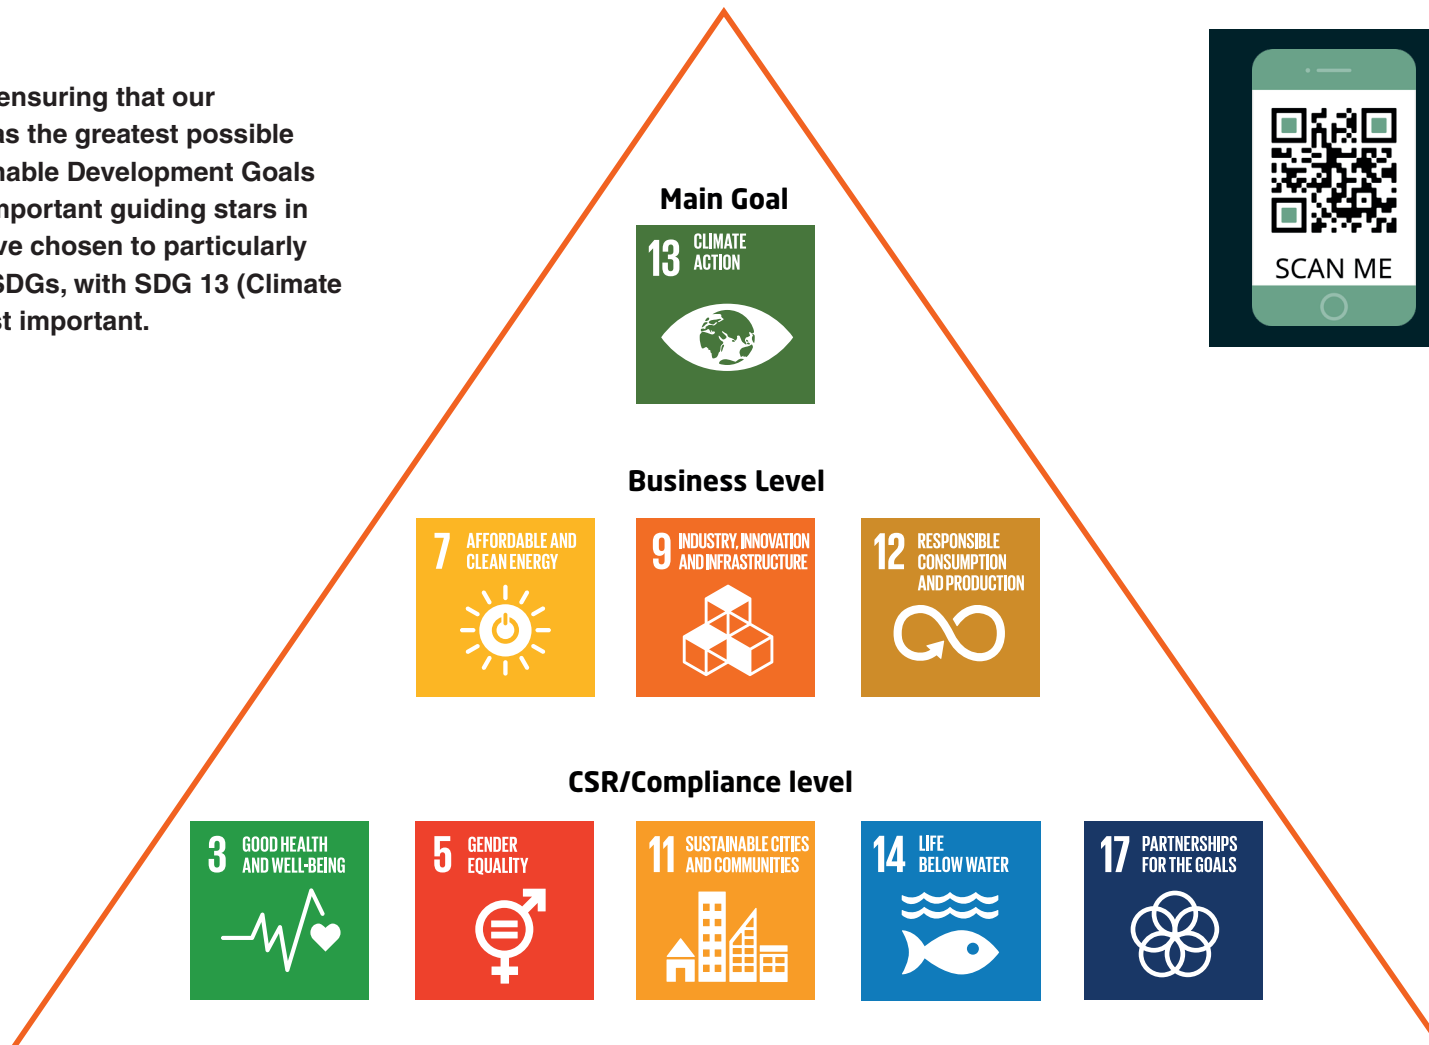 ensuring that our
as the greatest possible
nable Development Goals
mportant guiding stars in
ve chosen to particularly
SDGs, with SDG 13 (Climate
st important.
SCAN ME
Main Goal
13 CLIMATE
ACTION
Business Level
7 AFFORDABLE AND
CLEAN ENERGY
9 INDUSTRY, INNOVATION
AND INFRASTRUCTURE
12 RESPONSIBLE
CONSUMPTION
AND PRODUCTION
CSR/Compliance level
3 GOOD HEALTH
AND WELL-BEING
5 GENDER
EQUALITY
11 SUSTAINABLE CITIES
AND COMMUNITIES
14 LIFE
BELOW WATER
17 PARTNERSHIPS
FOR THE GOALS